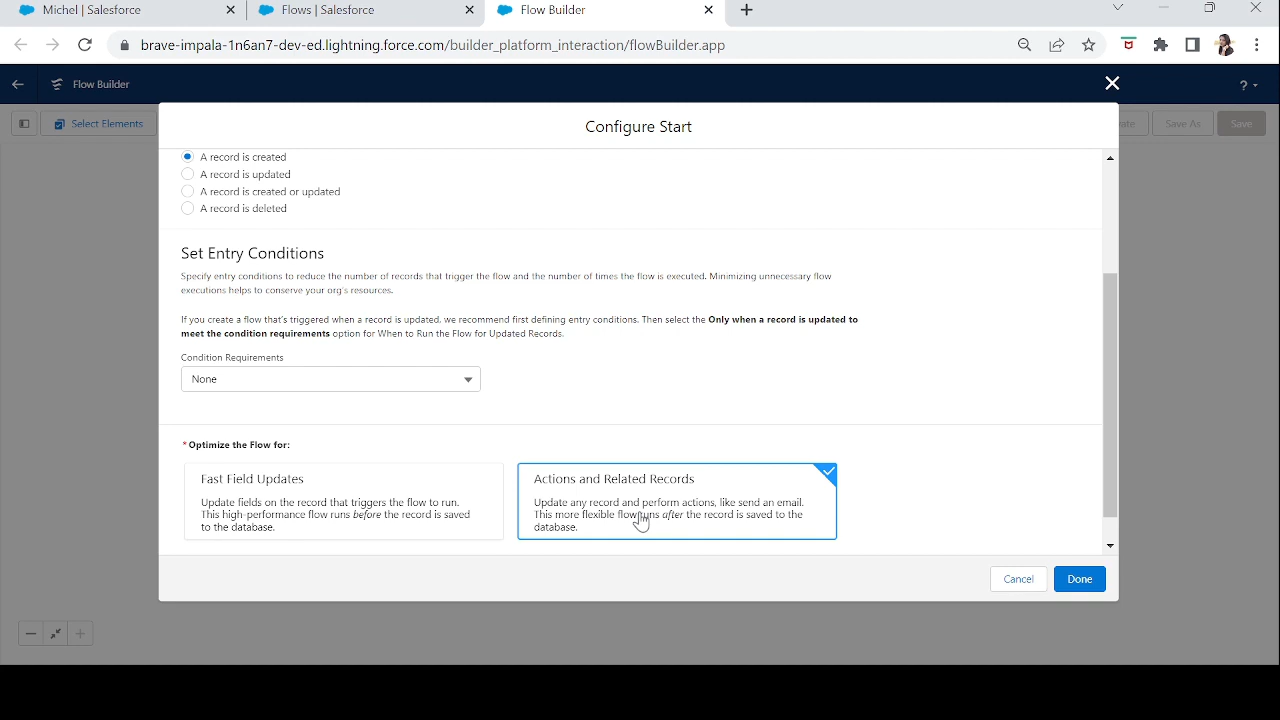 Michel | Salesforce
Flows | Salesforce
Flow Builder
brave-impala-1n6an7-dev-ed.lightning.force.com/builder_platform_interaction/flowBuilder.app
Flow Builder
?
Select Elements
Save As
Save
Configure Start
A record is created
A record is updated
A record is created or updated
A record is deleted
Set Entry Conditions
Specify entry conditions to reduce the number of records that trigger the flow and the number of times the flow is executed. Minimizing unnecessary flow
executions helps to conserve your org's resources.
If you create a flow that's triggered when a record is updated, we recommend first defining entry conditions. Then select the Only when a record is updated to
meet the condition requirements option for When to Run the Flow for Updated Records.
Condition Requirements
None
*Optimize the Flow for:
Fast Field Updates
Update fields on the record that triggers the flow to run.
This high-performance flow runs before the record is saved
to the database.
Actions and Related Records
Update any record and perform actions, like send an email.
This more flexible flow runs after the record is saved to the
database.
Cancel
Done